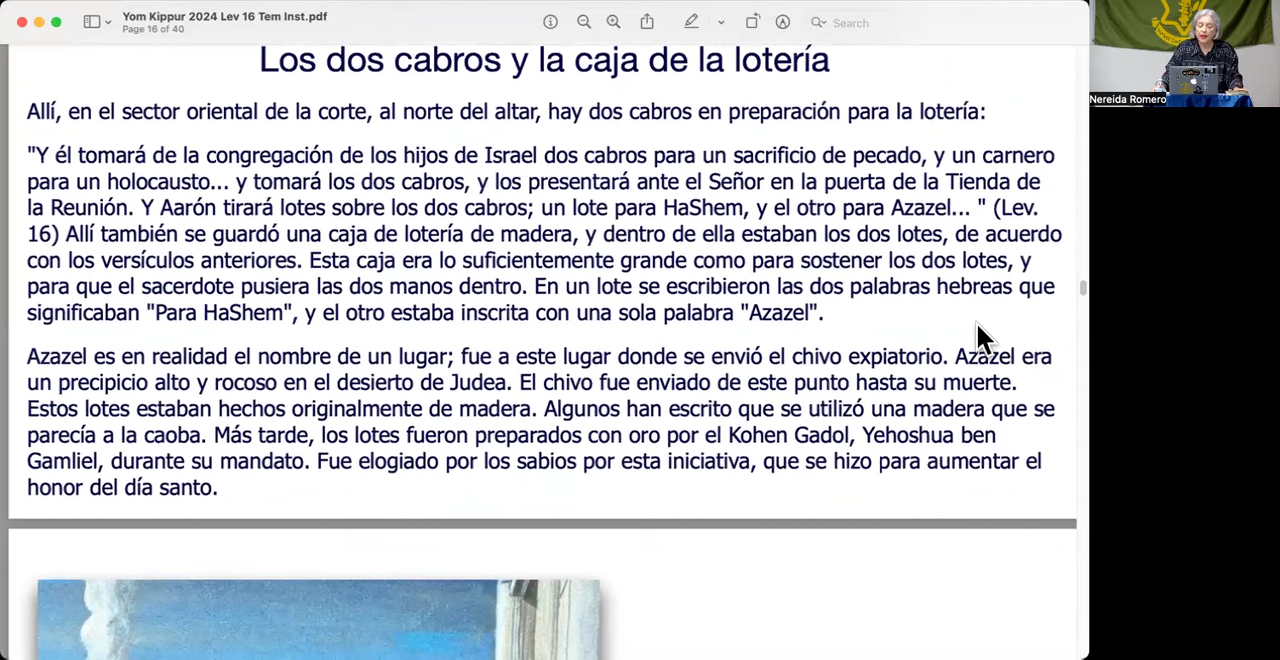 Yom Kippur 2024 Lev 16 Tem Inst.pdf
Page 16 of 40
Search
Nereida Romero
Los dos cabros y la caja de la lotería
Allí, en el sector oriental de la corte, al norte del altar, hay dos cabros en preparación para la lotería:
"Y él tomará de la congregación de los hijos de Israel dos cabros para un sacrificio de pecado, y un carnero
para un holocausto... y tomará los dos cabros, y los presentará ante el Señor en la puerta de la Tienda de
la Reunión. Y Aarón tirará lotes sobre los dos cabros; un lote para HaShem, y el otro para Azazel... " (Lev.
16) Allí también se guardó una caja de lotería de madera, y dentro de ella estaban los dos lotes, de acuerdo
con los versículos anteriores. Esta caja era lo suficientemente grande como para sostener los dos lotes, y
para que el sacerdote pusiera las dos manos dentro. En un lote se escribieron las dos palabras hebreas que
significaban "Para HaShem", y el otro estaba inscrita con una sola palabra "Azazel".
Azazel es en realidad el nombre de un lugar; fue a este lugar donde se envió el chivo expiatorio. Azazel era
un precipicio alto y rocoso en el desierto de Judea. El chivo fue enviado de este punto hasta su muerte.
Estos lotes estaban hechos originalmente de madera. Algunos han escrito que se utilizó una madera que se
parecía a la caoba. Más tarde, los lotes fueron preparados con oro por el Kohen Gadol, Yehoshua ben
Gamliel, durante su mandato. Fue elogiado por los sabios por esta iniciativa, que se hizo para aumentar el
honor del día santo.